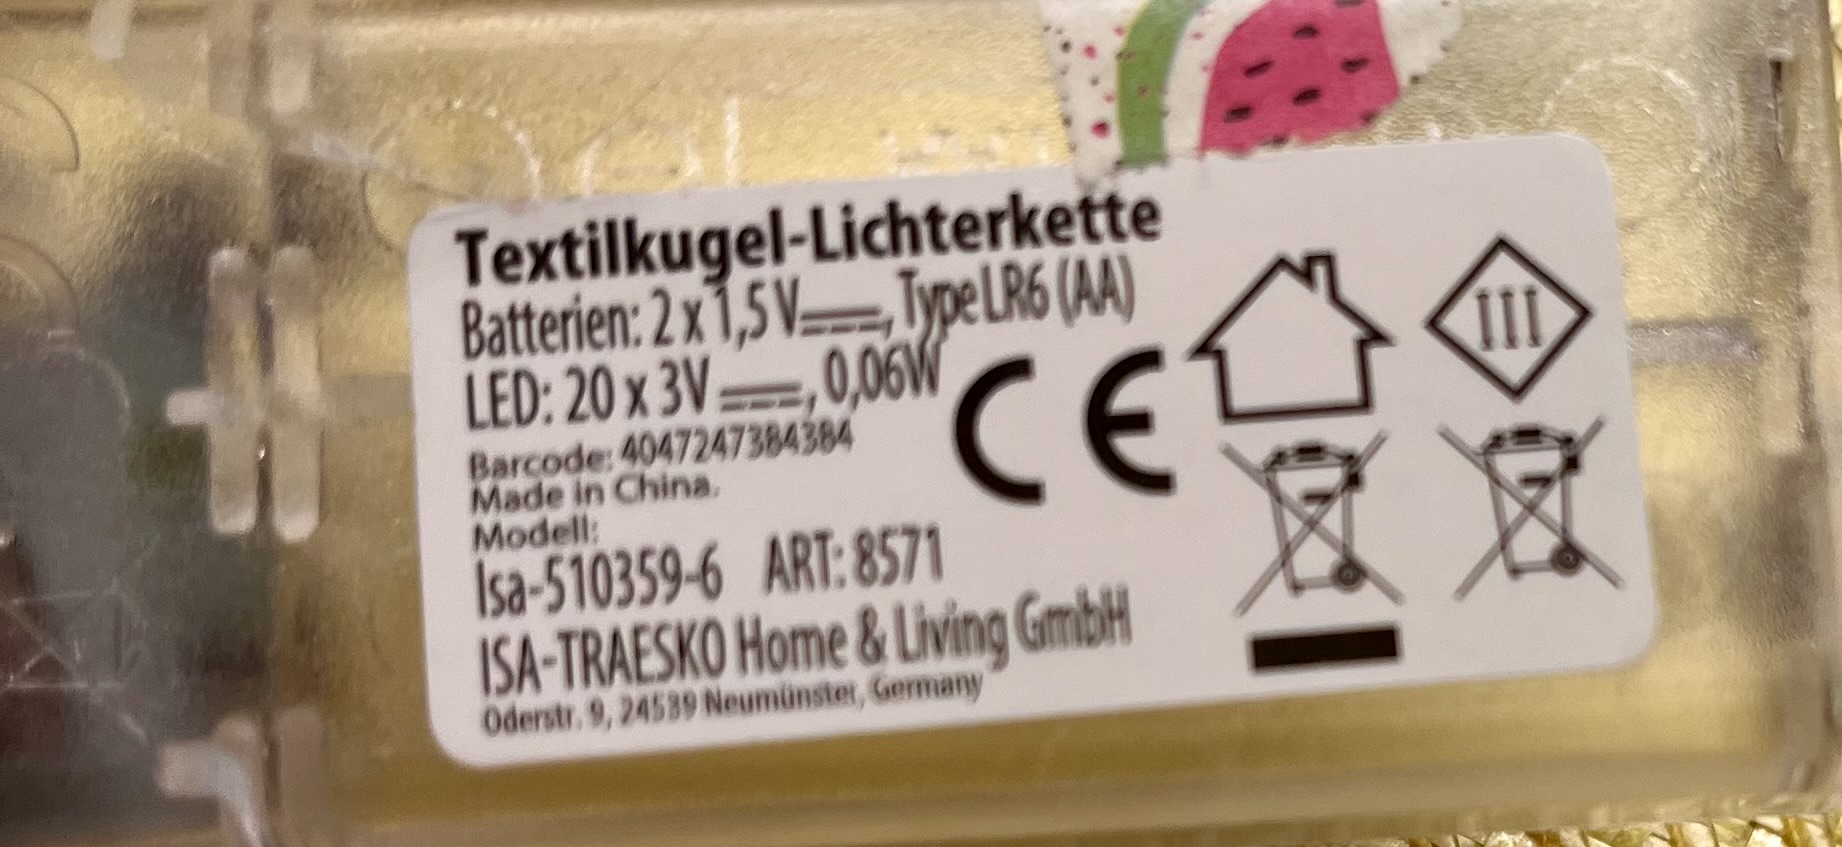 Textilkugel-Lichterkette
Batterien: 2 x 1,5 V⎓, Type LR6 (AA)
LED: 20 x 3V ⎓, 0,06W
Barcode: 4047247384384
Made in China.
Modell:
Isa-510359-6 ART: 8571
ISA-TRAESKO Home & Living GmbH
Oderstr. 9, 24539 Neumünster, Germany
CE
III